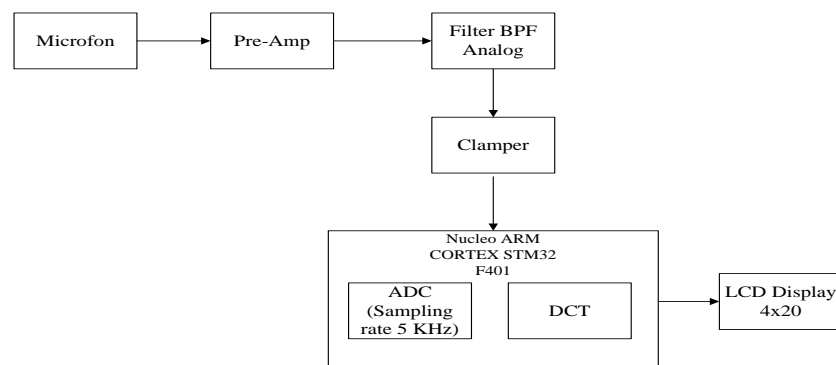 Microfon
Pre-Amp
Filter BPF
Analog
Clamper
Nucleo ARM
CORTEX STM32
F401
ADC
(Sampling
rate 5 KHz)
DCT
LCD Display
4x20